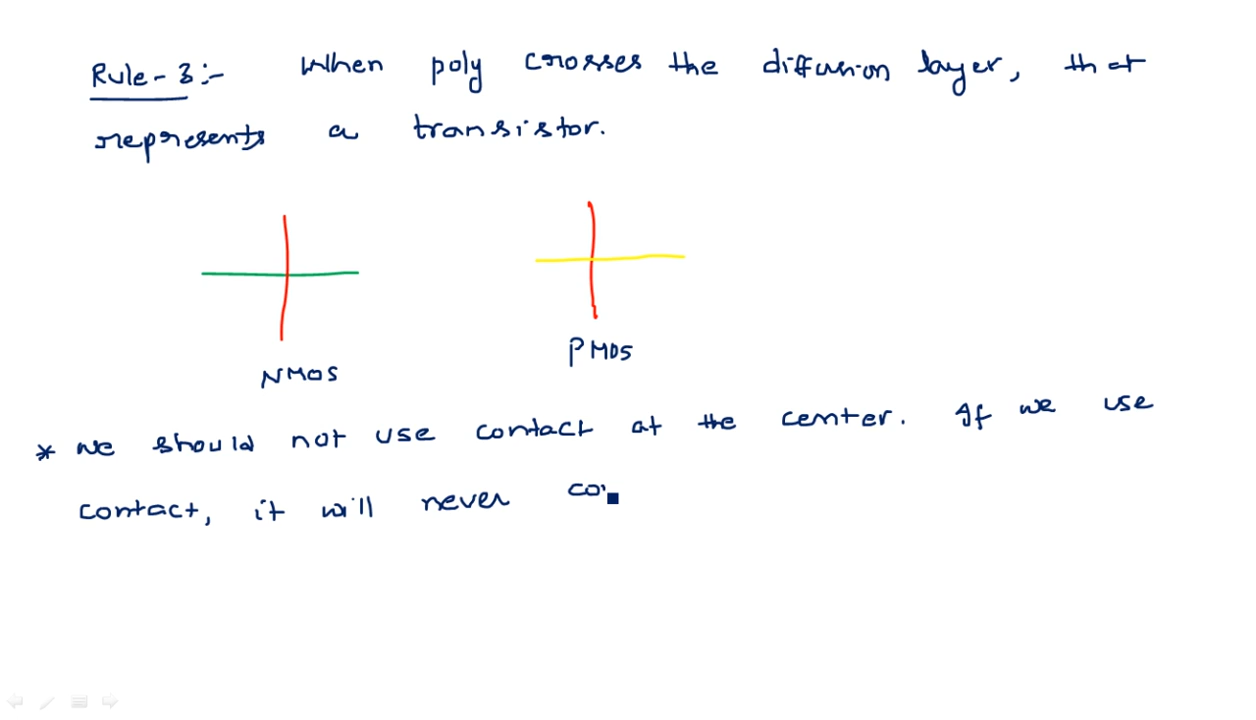 Rule-3:- When poly crosses the diffusion layer, that
represents a transistor.
NMOS
PMOS
* We should not use contact at the center. If we use
contact, it will never co